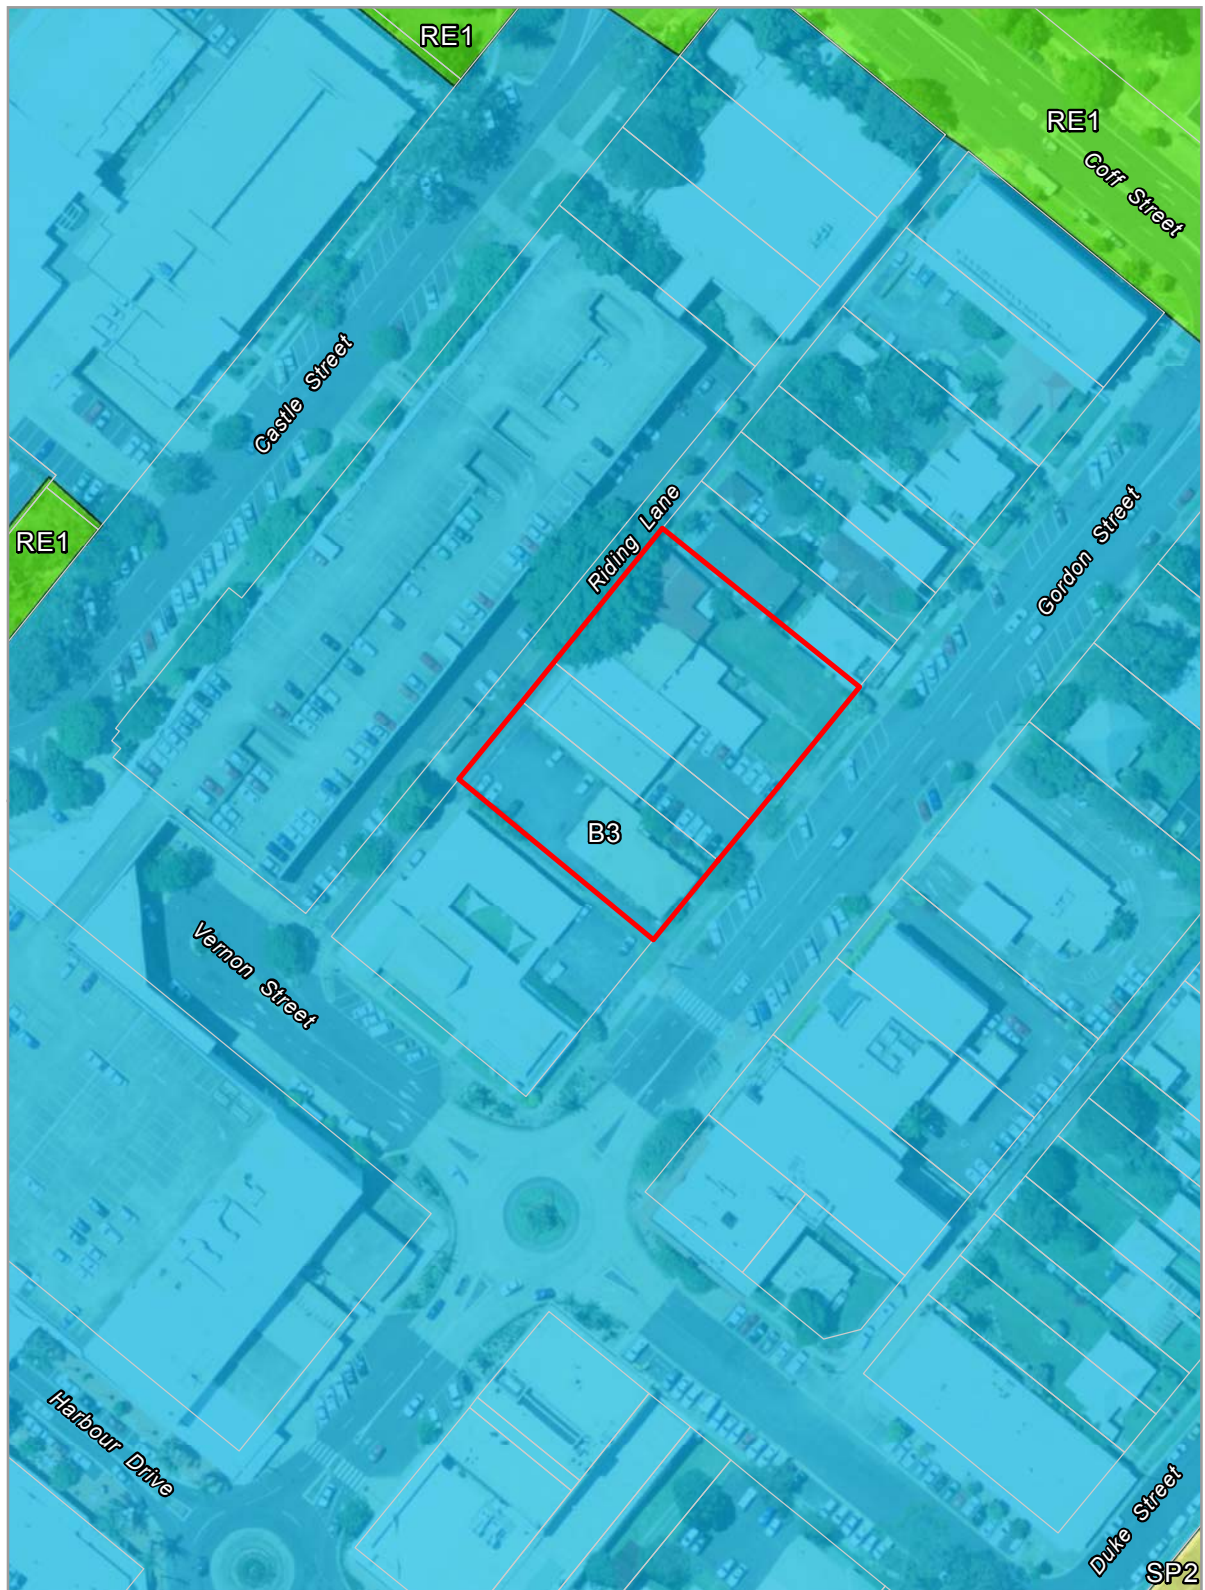 RE1
RE1
Coff Street
Castle Street
Riding Lane
Gordon Street
RE1
B3
Vernon Street
Harbour Drive
Duke Street
SP2